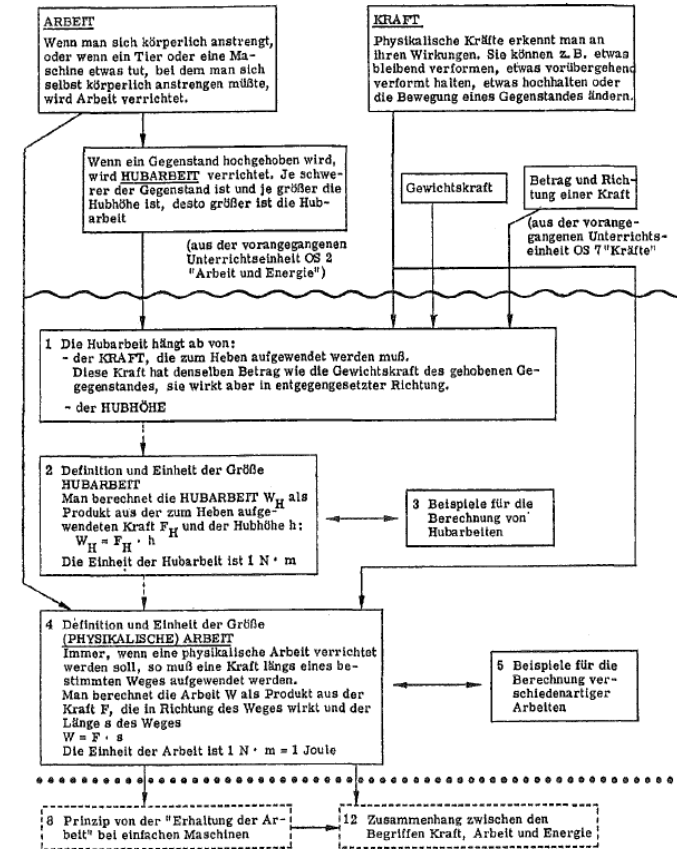 ARBEIT
Wenn man sich körperlich anstrengt,
oder wenn ein Tier oder eine Ma-
schine etwas tut, bei dem man sich
selbst körperlich anstrengen müßte,
wird Arbeit verrichtet.
KRAFT
Physikalische Kräfte erkennt man an
ihren Wirkungen. Sie können z. B. etwas
bleibend verformen, etwas vorübergehend
verformt halten, etwas hochhalten oder
die Bewegung eines Gegenstandes ändern.
Wenn ein Gegenstand hochgehoben wird,
wird HUBARBEIT verrichtet. Je schwe-
rer der Gegenstand ist und je größer die
Hubhöhe ist, desto größer ist die Hub-
arbeit
Gewichtskraft
Betrag und Rich-
tung einer Kraft
(aus der vorangegangenen
Unterrichtseinheit OS 2
"Arbeit und Energie")
(aus der vorange-
gangenen Unterrichts-
einheit OS 7 "Kräfte"
1 Die Hubarbeit hängt ab von:
- der KRAFT, die zum Heben aufgewendet werden muß.
Diese Kraft hat denselben Betrag wie die Gewichtskraft des gehobenen Ge-
gegenstandes, sie wirkt aber in entgegengesetzter Richtung.
- der HUBHÖHE
2 Definition und Einheit der Größe
HUBARBEIT
Man berechnet die HUBARBEIT W_H als
Produkt aus der zum Heben aufge-
wendeten Kraft F_H und der Hubhöhe h:
W_H = F_H · h
Die Einheit der Hubarbeit ist 1 N · m
3 Beispiele für die
Berechnung von
Hubarbeiten
4 Definition und Einheit der Größe
(PHYSIKALISCHE) ARBEIT
Immer, wenn eine physikalische Arbeit verrichtet
werden soll, so muß eine Kraft längs eines be-
stimmten Weges aufgewendet werden.
Man berechnet die Arbeit W als Produkt aus der
Kraft F, die in Richtung des Weges wirkt und der
Länge s des Weges
W = F · s
Die Einheit der Arbeit ist 1 N · m = 1 Joule
5 Beispiele für die
Berechnung ver-
schiedenartiger
Arbeiten
8 Prinzip von der "Erhaltung der Ar-
beit" bei einfachen Maschinen
12 Zusammenhang zwischen den
Begriffen Kraft, Arbeit und Energie